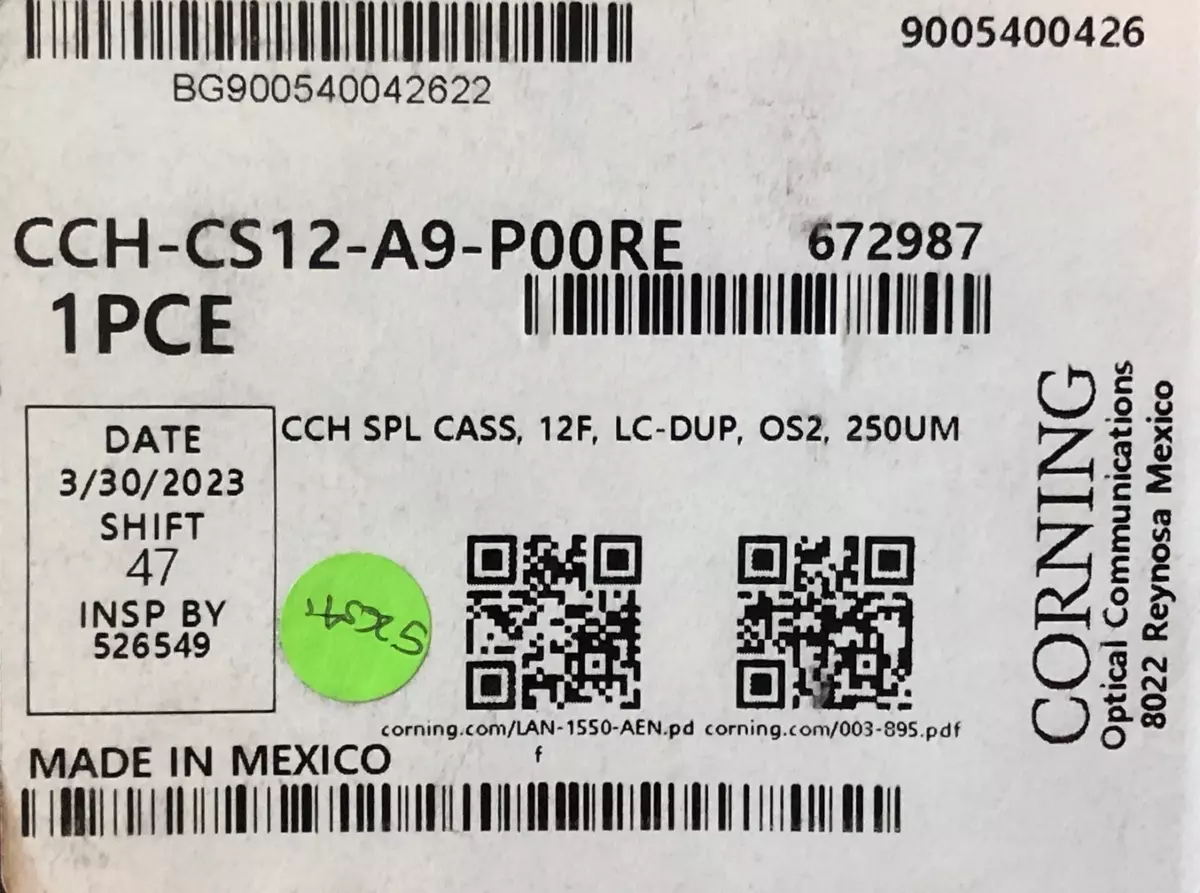 9005400426
BG900540042622
CCH-CS12-A9-P00RE
672987
1PCE
CCH SPL CASS, 12F, LC-DUP, OS2, 250UM
DATE
3/30/2023
SHIFT
47
INSP BY
526549
corning.com/LAN-1550-AEN.pd
f
corning.com/003-895.pdf
MADE IN MEXICO
CORNING
Optical Communications
8022 Reynosa Mexico